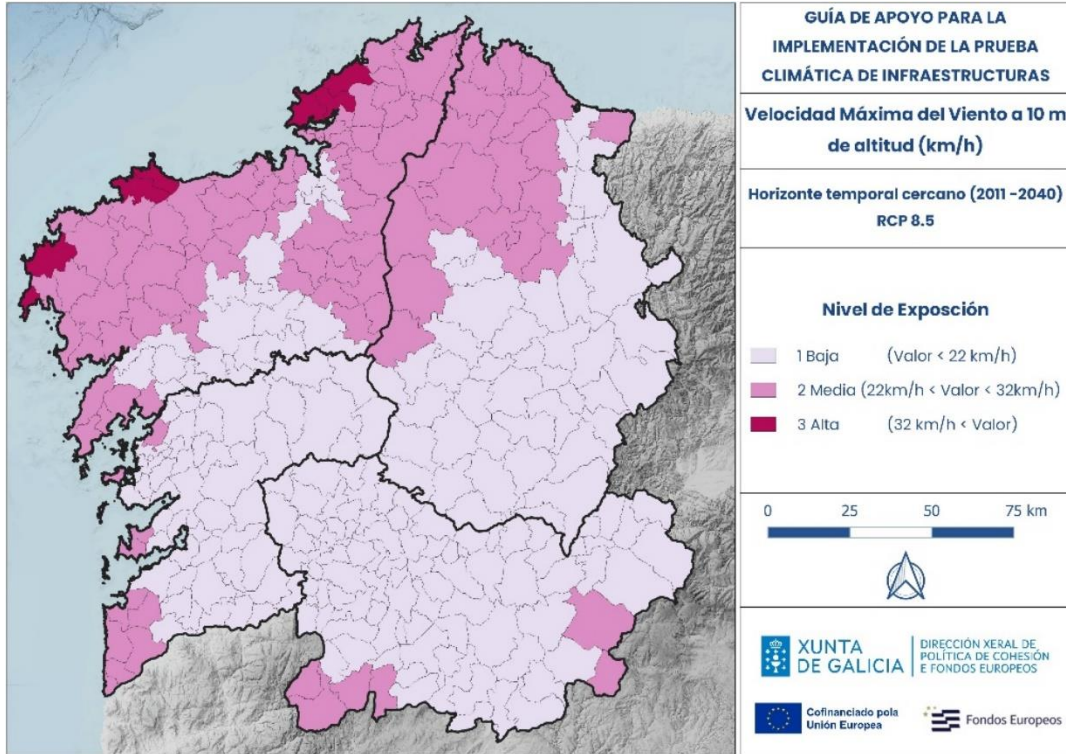 GUÍA DE APOYO PARA LA
IMPLEMENTACIÓN DE LA PRUEBA
CLIMÁTICA DE INFRAESTRUCTURAS
Velocidad Máxima del Viento a 10 m
de altitud (km/h)
Horizonte temporal cercano (2011 -2040)
RCP 8.5
Nivel de Exposción
1 Baja (Valor < 22 km/h)
2 Media (22km/h < Valor < 32km/h)
3 Alta (32 km/h < Valor)
0 25 50 75 km
XUNTA
DE GALICIA
DIRECCIÓN XERAL DE
POLÍTICA DE COHESIÓN
E FONDOS EUROPEOS
Cofinanciado pola
Unión Europea
Fondos Europeos